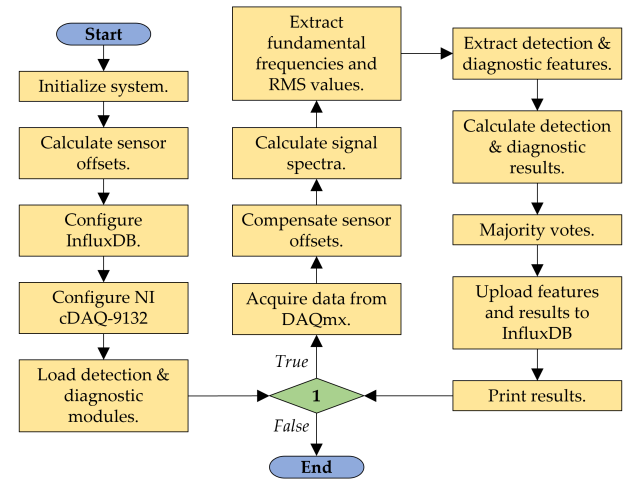 Start
Initialize system.
Calculate sensor
offsets.
Configure
InfluxDB.
Configure NI
cDAQ-9132
Load detection &
diagnostic
modules.
Extract
fundamental
frequencies and
RMS values.
Calculate signal
spectra.
Compensate sensor
offsets.
Acquire data from
DAQmx.
True
1
False
End
Extract detection &
diagnostic features.
Calculate detection
& diagnostic
results.
Majority votes.
Upload features
and results to
InfluxDB
Print results.